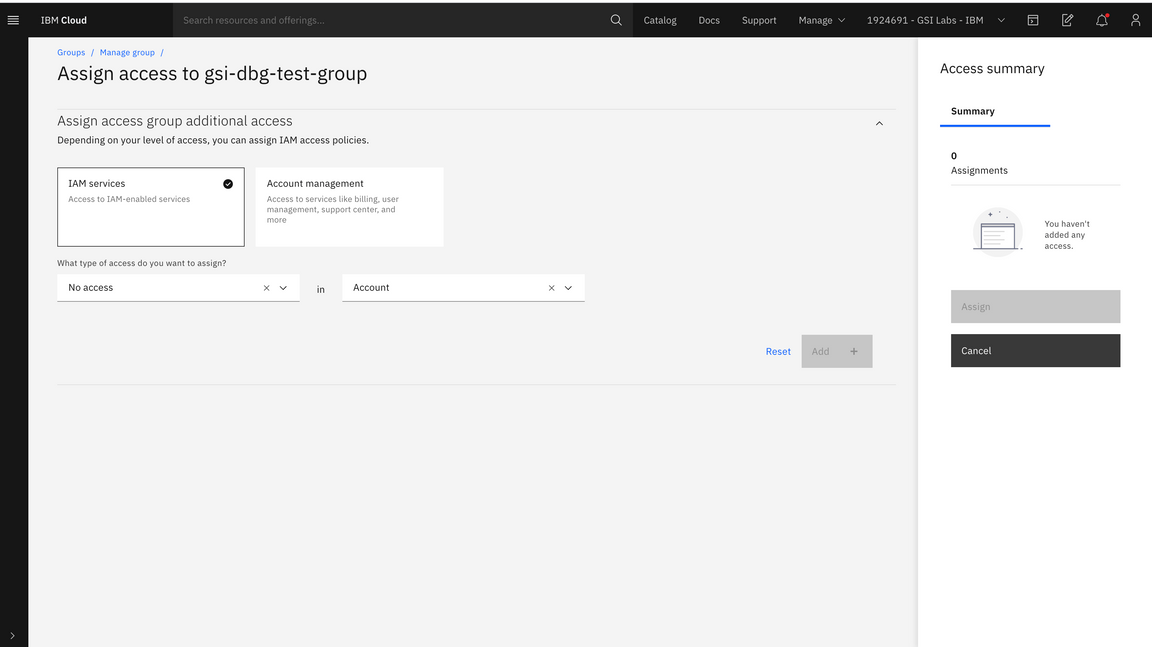 IBM Cloud
Search resources and offerings...
Catalog
Docs
Support
Manage
1924691 - GSI Labs - IBM
Groups / Manage group /
Assign access to gsi-dbg-test-group
Assign access group additional access
Depending on your level of access, you can assign IAM access policies.
IAM services
Access to IAM-enabled services
Account management
Access to services like billing, user
management, support center, and
more
What type of access do you want to assign?
No access
in
Account
Reset
Add +
Access summary
Summary
0
Assignments
You haven't
added any
access.
Assign
Cancel